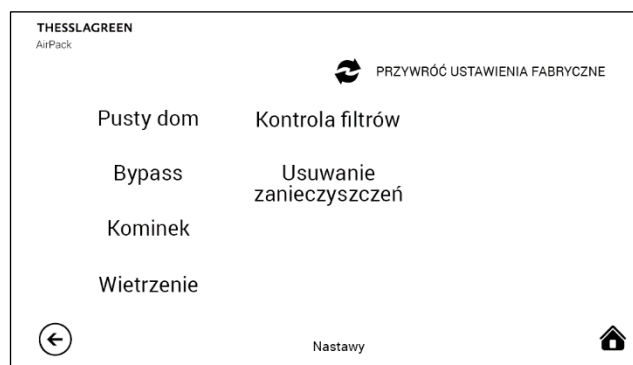 THESSLAGREEN
AirPack
PRZYWRÓĆ USTAWIENIA FABRYCZNE
Pusty dom
Kontrola filtrów
Bypass
Usuwanie
zanieczyszczeń
Kominek
Wietrzenie
Nastawy